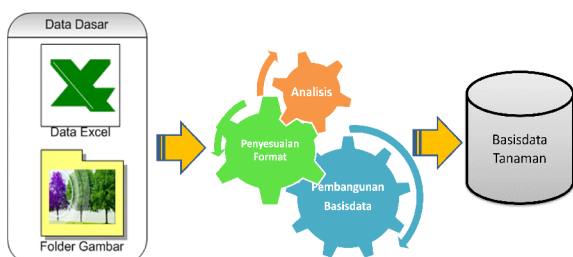 Data Dasar
Data Excel
Folder Gambar
Analisis
Penyesuaian
Format
Pembangunan
Basisdata
Basisdata
Tanaman